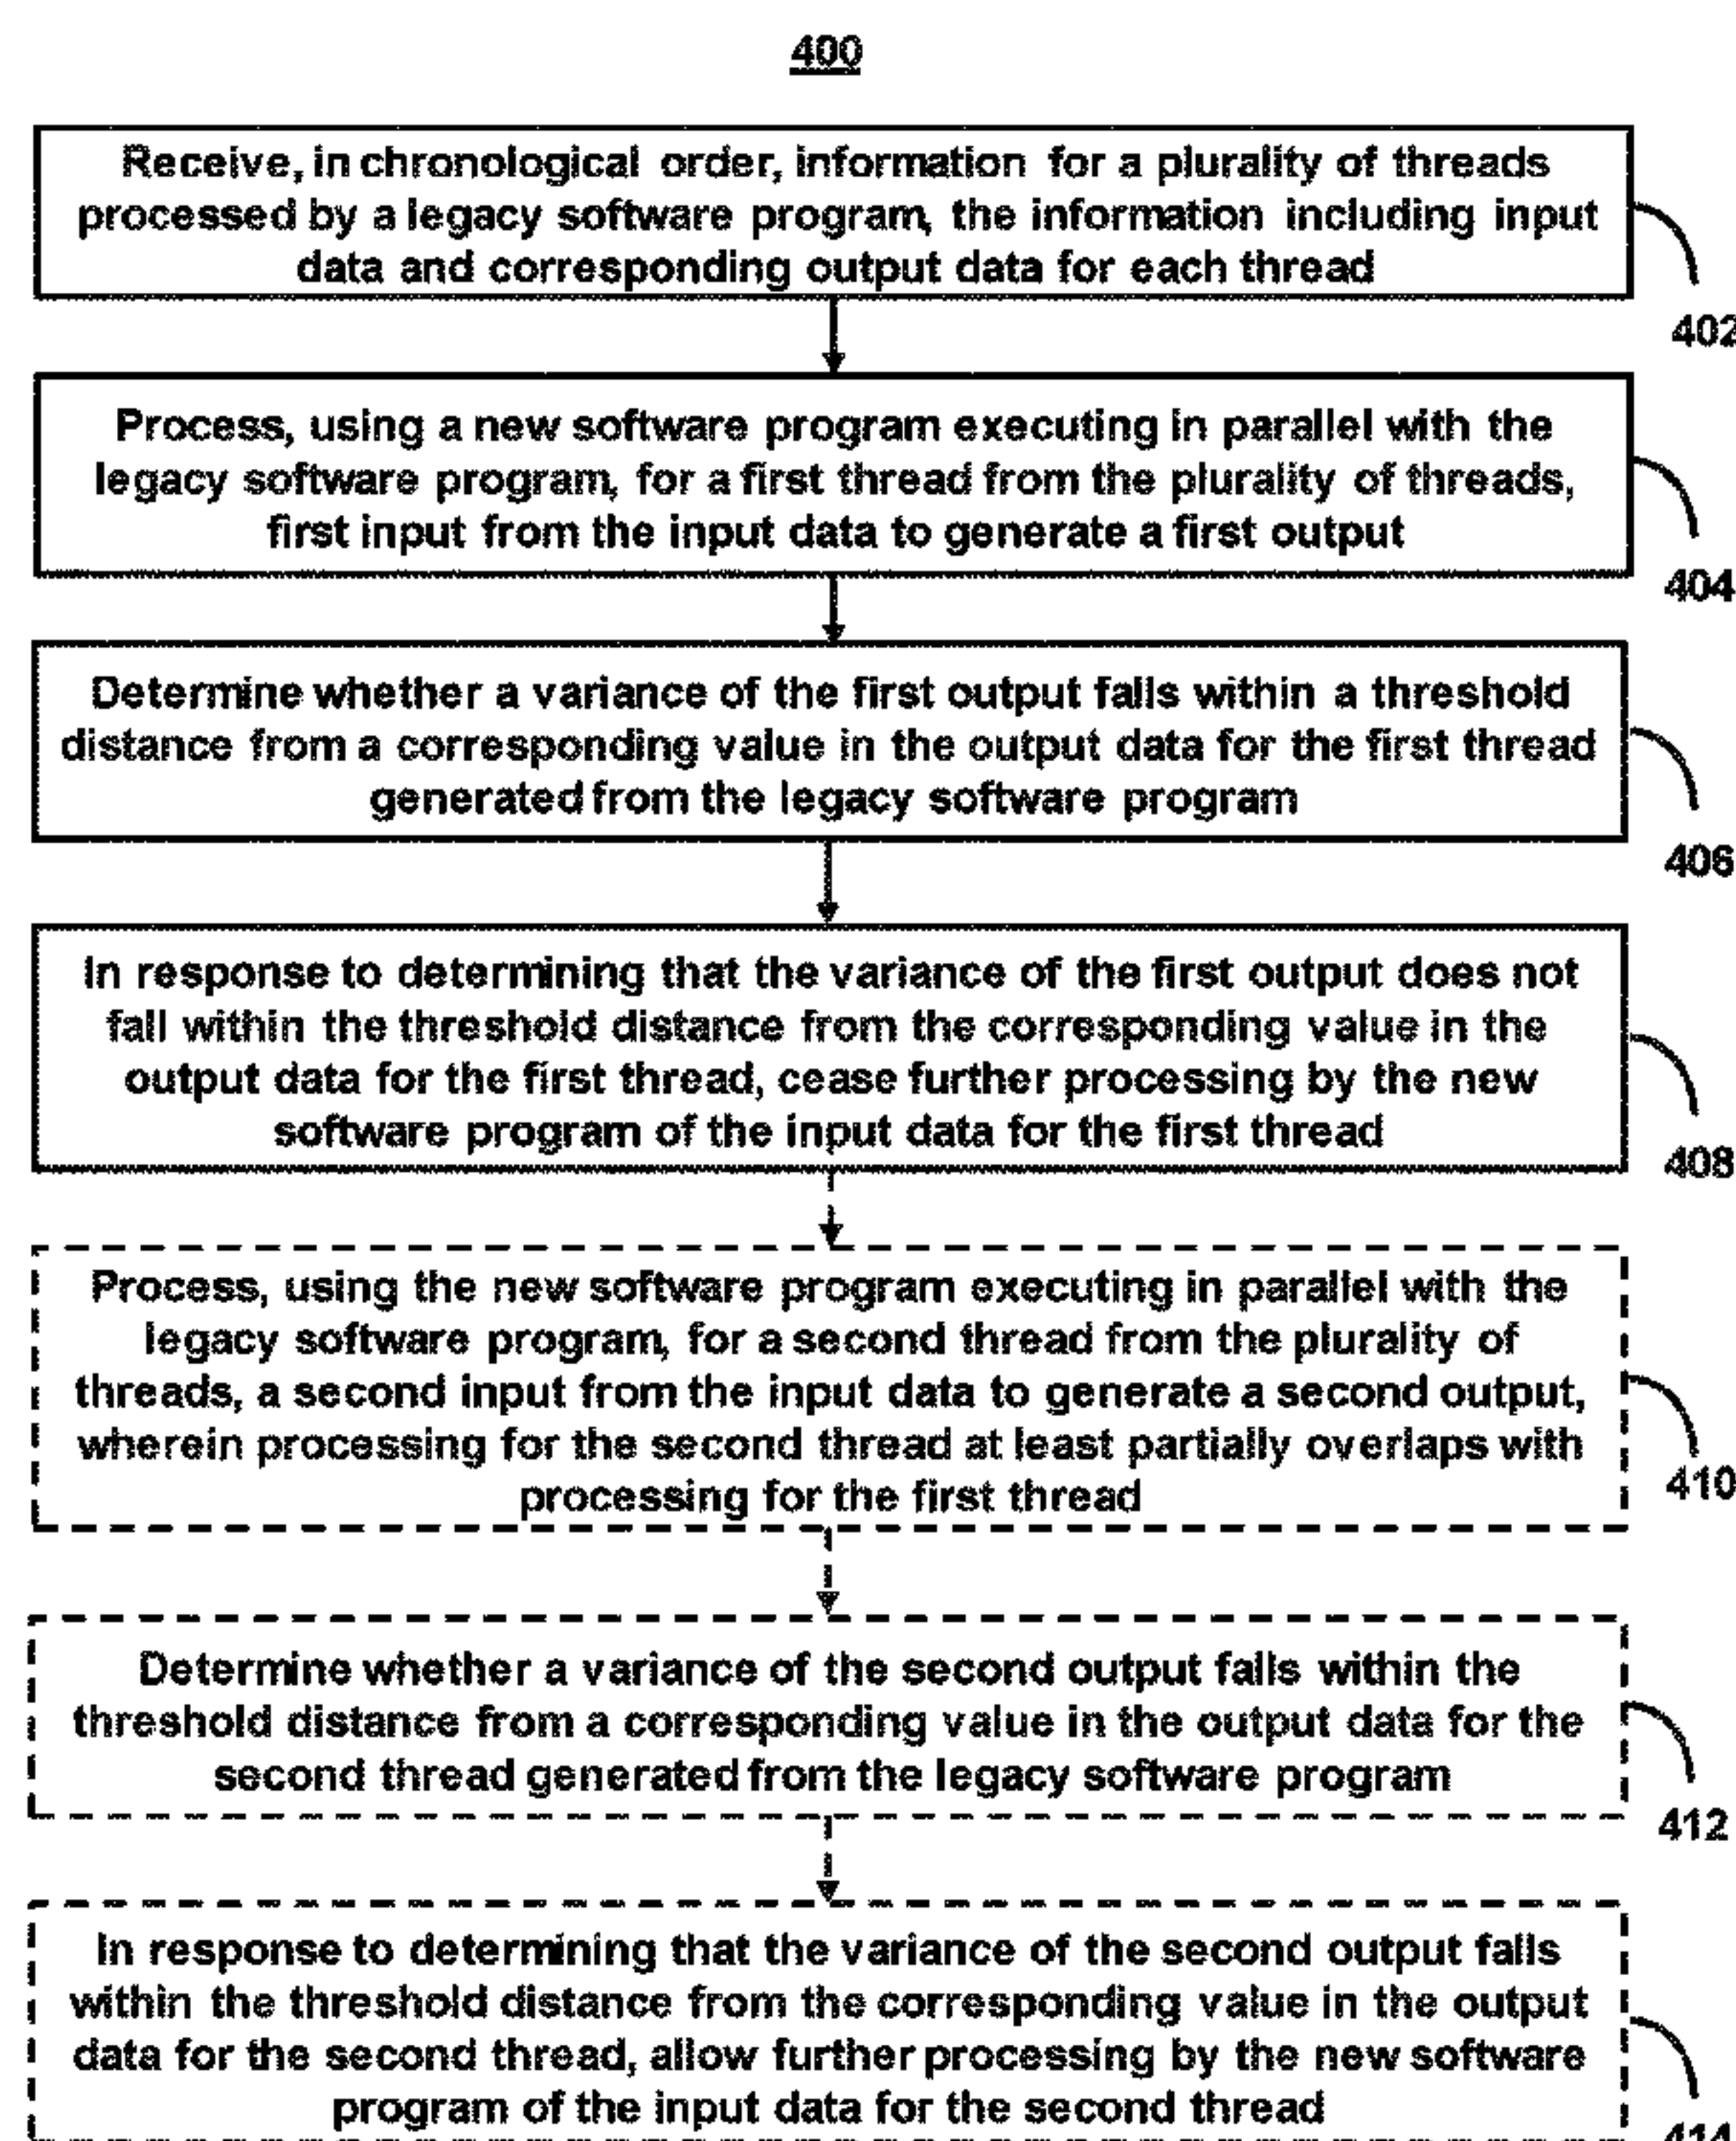 400
Receive, in chronological order, information for a plurality of threads
processed by a legacy software program, the information including input
data and corresponding output data for each thread
402
Process, using a new software program executing in parallel with the
legacy software program, for a first thread from the plurality of threads,
first input from the input data to generate a first output
404
Determine whether a variance of the first output falls within a threshold
distance from a corresponding value in the output data for the first thread
generated from the legacy software program
406
In response to determining that the variance of the first output does not
fall within the threshold distance from the corresponding value in the
output data for the first thread, cease further processing by the new
software program of the input data for the first thread
408
Process, using the new software program executing in parallel with the
legacy software program, for a second thread from the plurality of
threads, a second input from the input data to generate a second output,
wherein processing for the second thread at least partially overlaps with
processing for the first thread
410
Determine whether a variance of the second output falls within the
threshold distance from a corresponding value in the output data for the
second thread generated from the legacy software program
412
In response to determining that the variance of the second output falls
within the threshold distance from the corresponding value in the output
data for the second thread, allow further processing by the new software
program of the input data for the second thread
414